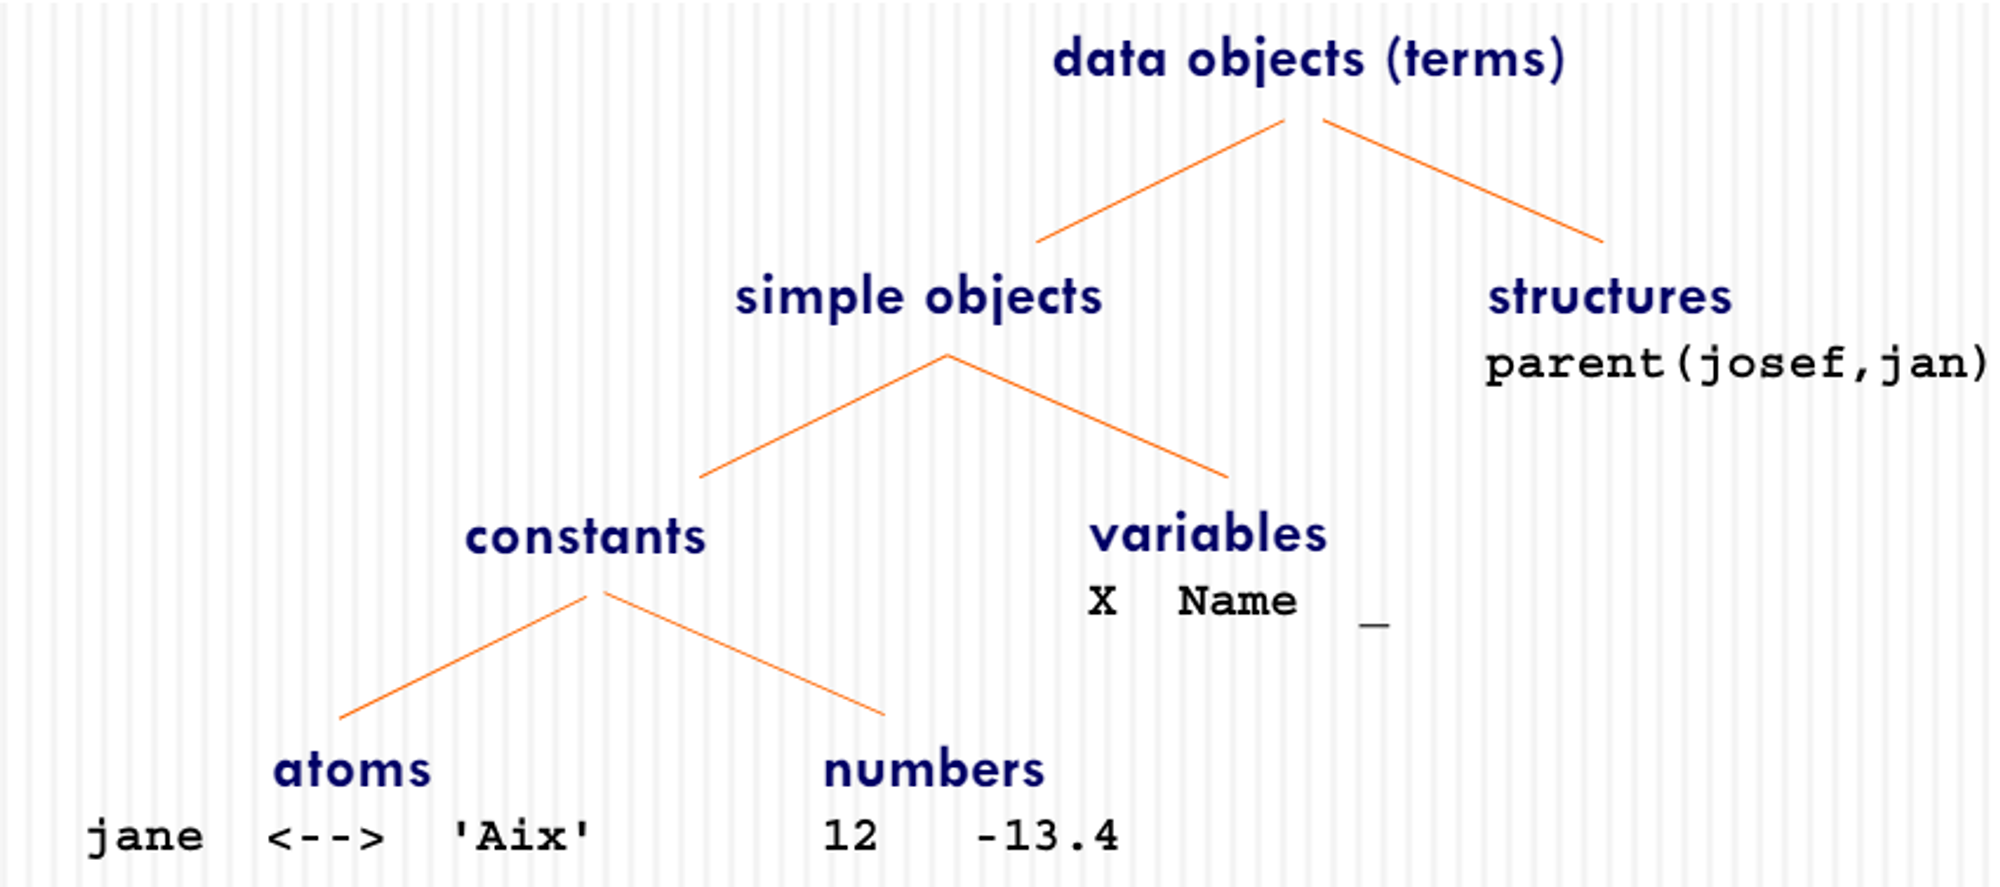 data objects (terms)
simple objects
structures
parent(josef,jan)
constants
variables
X Name _
atoms
numbers
jane <--> 'Aix'
12 -13.4